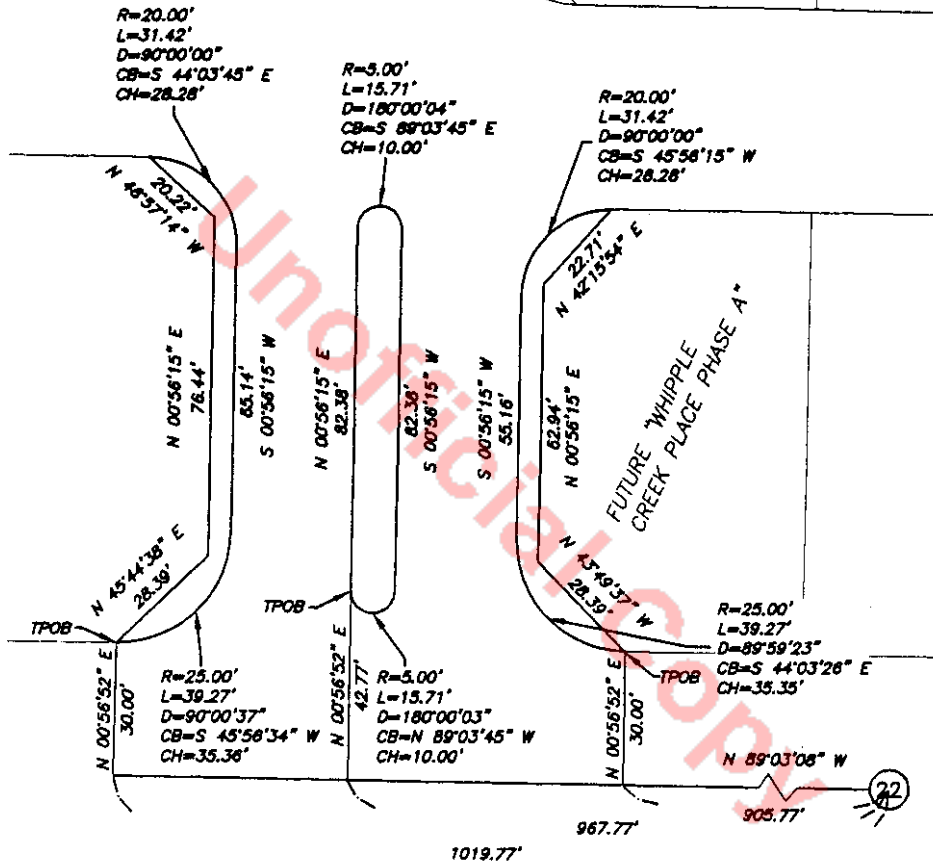 R=20.00'
L=31.42'
D=90°00'00"
CB=S 44°03'45" E
CH=28.28'
R=5.00'
L=15.71'
D=180°00'04"
CB=S 89°03'45" E
CH=10.00'
R=20.00'
L=31.42'
D=90°00'00"
CB=S 45°56'15" W
CH=28.28'
20.22'
N 46°57'14" W
22.71'
N 42°15'54" E
N 00°56'15" E
76.44'
65.14'
S 00°56'15" W
N 00°56'15" E
82.38'
82.38'
S 00°56'15" W
S 00°56'15" W
55.16'
62.94'
N 00°56'15" E
FUTURE "WHIPPLE
CREEK PLACE PHASE A"
N 45°44'38" E
28.39'
N 43°49'37" W
28.39'
TPOB
TPOB
TPOB
R=25.00'
L=39.27'
D=89°59'23"
CB=S 44°03'26" E
CH=35.35'
R=25.00'
L=39.27'
D=90°00'37"
CB=S 45°56'34" W
CH=35.36'
R=5.00'
L=15.71'
D=180°00'03"
CB=N 89°03'45" W
CH=10.00'
N 00°56'52" E
30.00'
N 00°56'52" E
42.77'
N 00°56'52" E
30.00'
N 89°03'08" W
22
905.77'
967.77'
1019.77'
Unofficial Copy